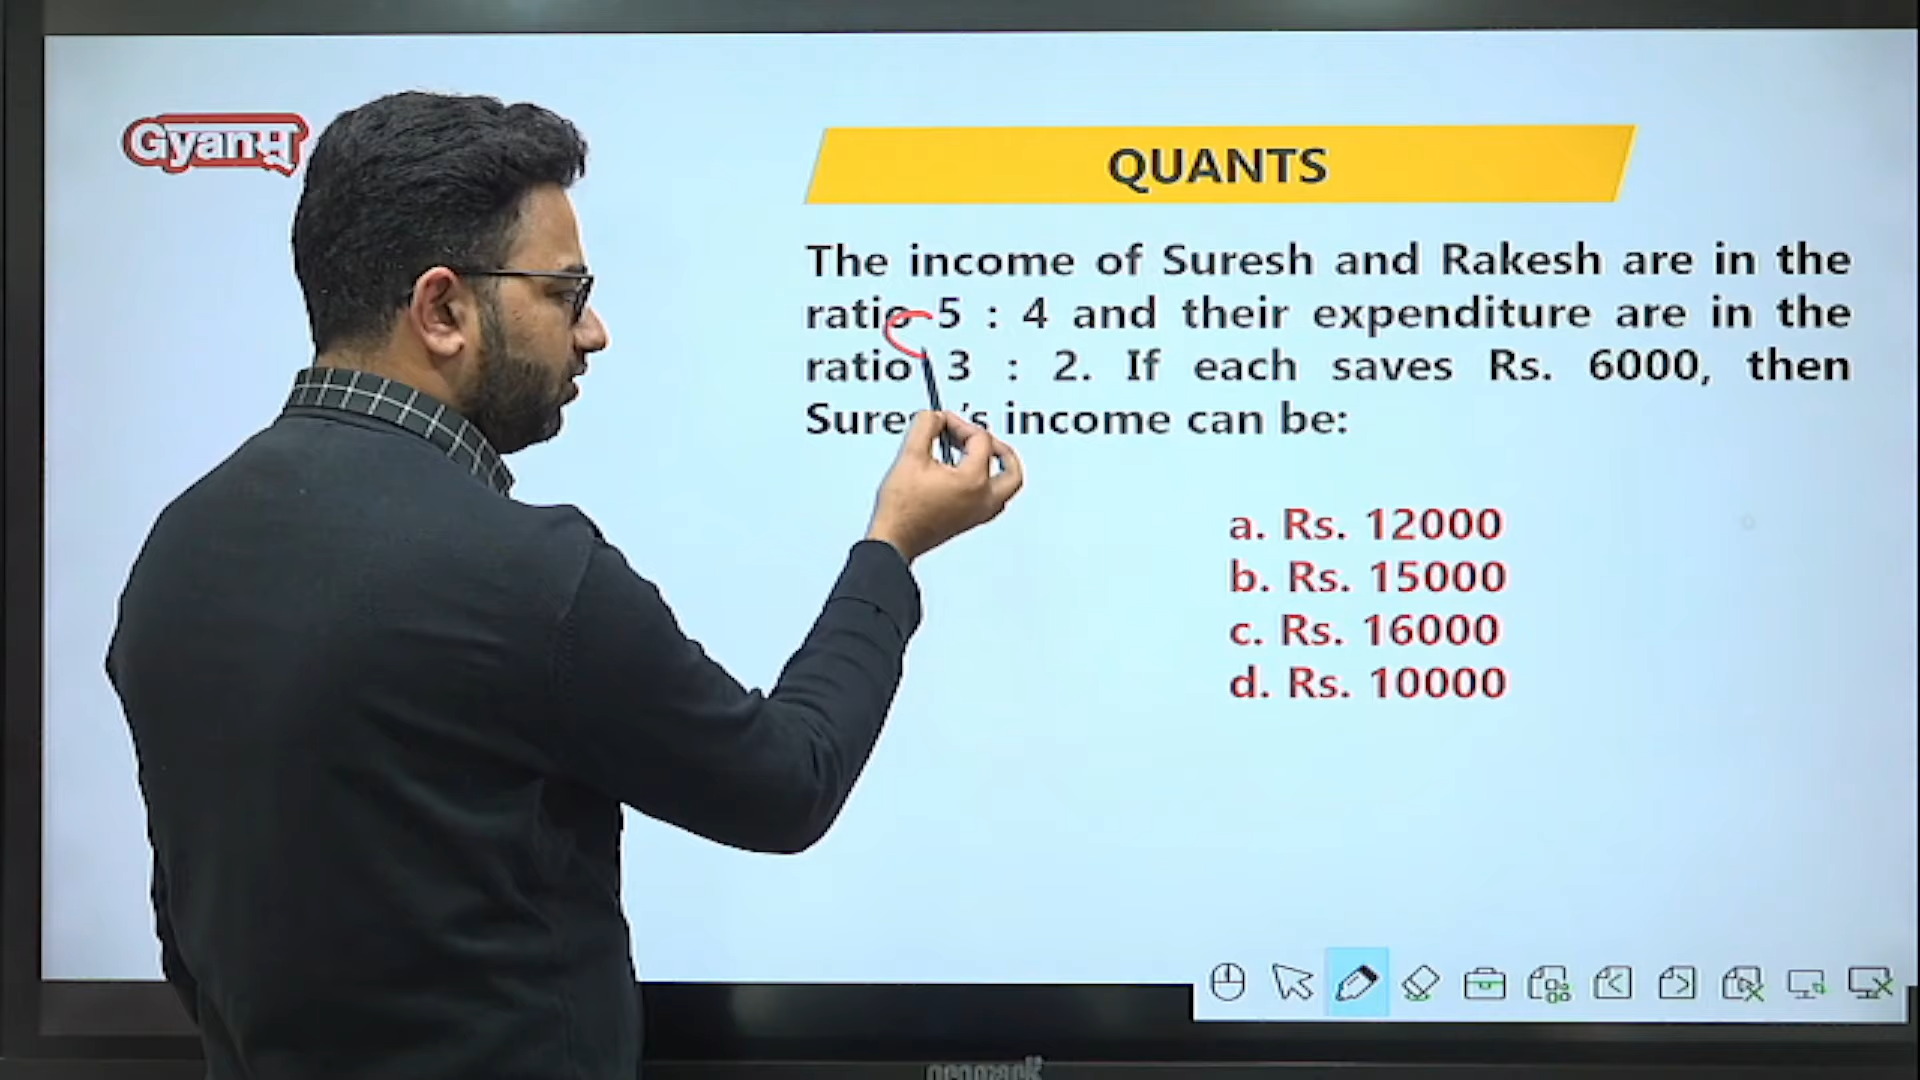 Gyanम्
QUANTS
The income of Suresh and Rakesh are in the
ratio 5 : 4 and their expenditure are in the
ratio 3 : 2. If each saves Rs. 6000, then
income can be:
a. Rs. 12000
b. Rs. 15000
c. Rs. 16000
d. Rs. 10000